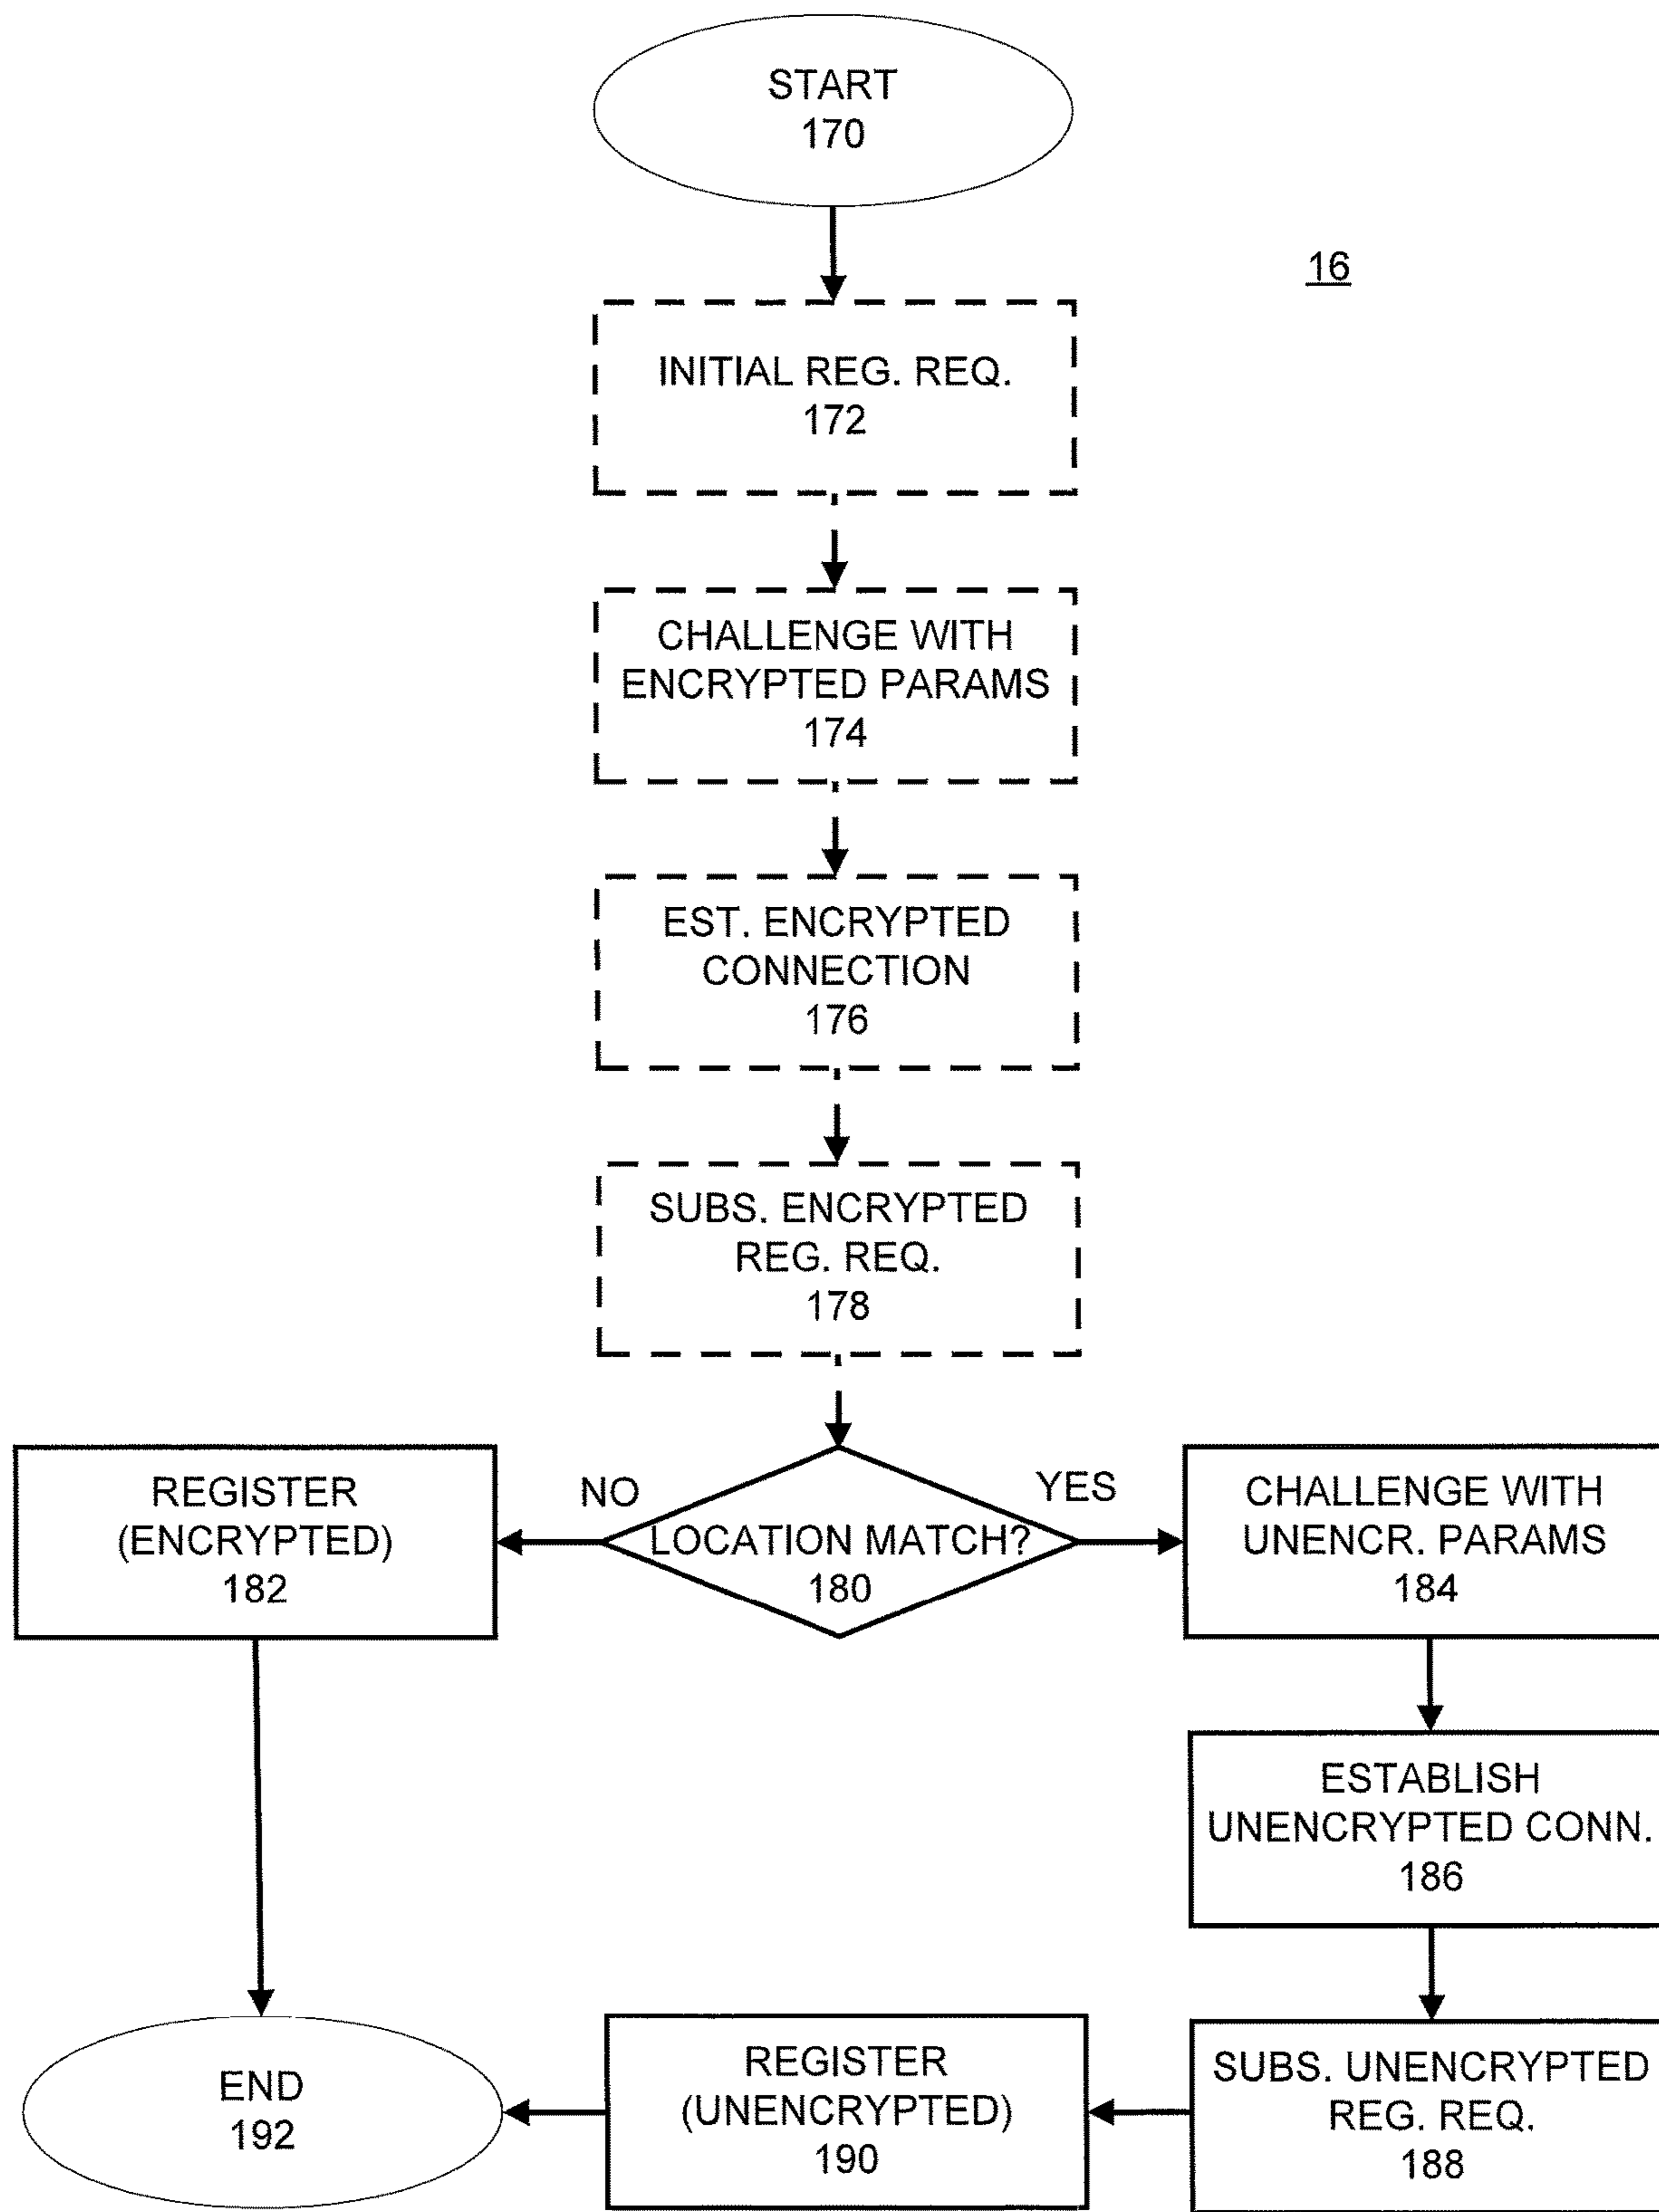 START
170
16
INITIAL REG. REQ.
172
CHALLENGE WITH
ENCRYPTED PARAMS
174
EST. ENCRYPTED
CONNECTION
176
SUBS. ENCRYPTED
REG. REQ.
178
REGISTER
(ENCRYPTED)
182
NO
LOCATION MATCH?
180
YES
CHALLENGE WITH
UNENCR. PARAMS
184
ESTABLISH
UNENCRYPTED CONN.
186
END
192
REGISTER
(UNENCRYPTED)
190
SUBS. UNENCRYPTED
REG. REQ.
188